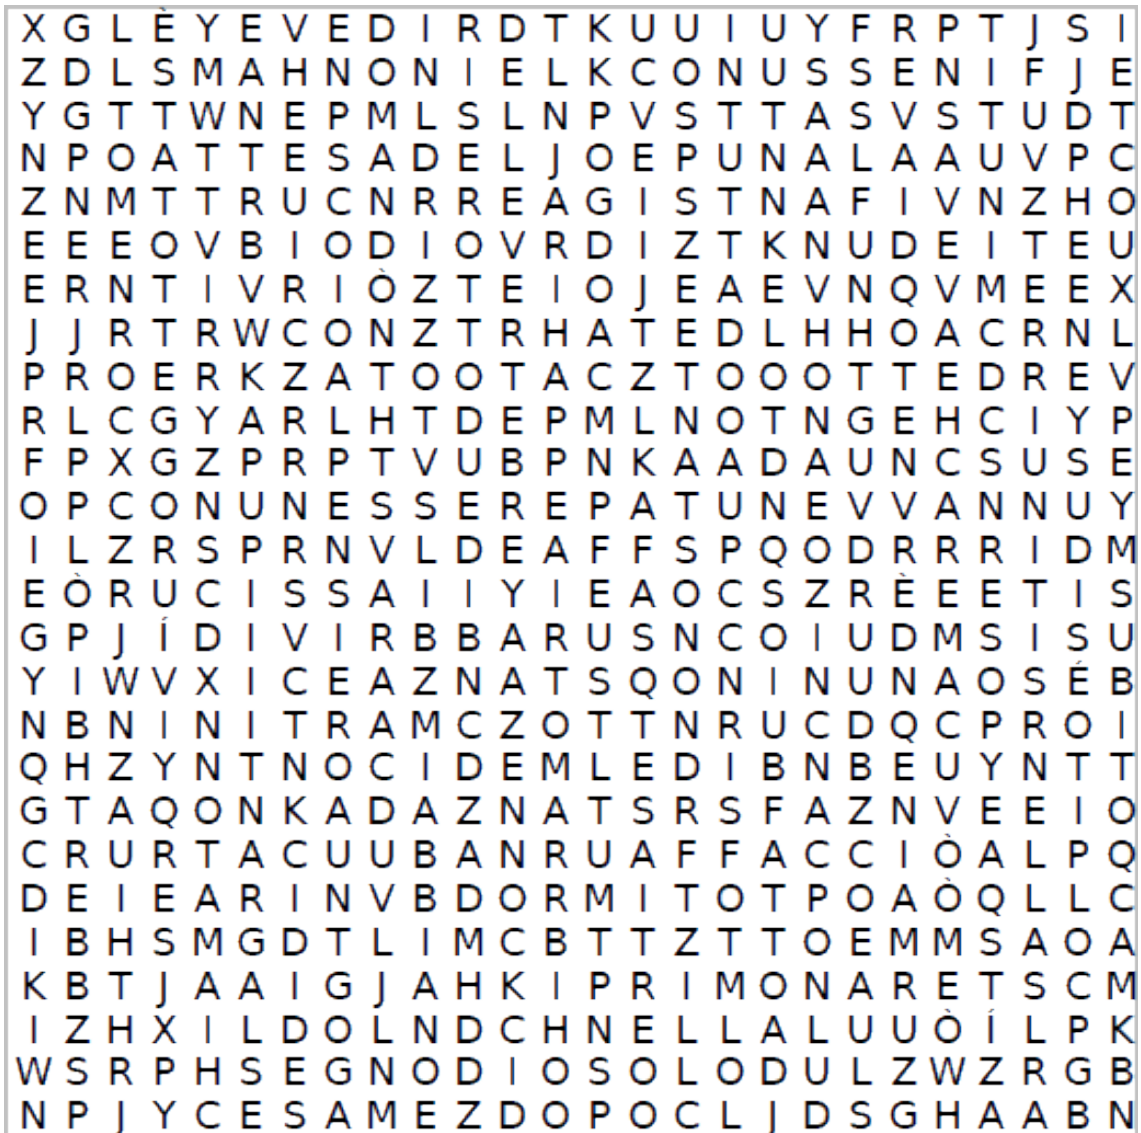 X G L È Y E V E D I R D T K U U I U Y F R P T J S I
Z D L S M A H N O N I E L K C O N U S S E N I F J E
Y G T T W N E P M L S L N P V S T T A S V S T U D T
N P O A T T E S A D E L J O E P U N A L A A U V P C
Z N M T T R U C N R R E A G I S T N A F I V N Z H O
E E E O V B I O D I O V R D I Z T K N U D E I T E U
E R N T I V R I Ò Z T E I O J E A E V N Q V M E E X
J J R T R W C O N Z T R H A T E D L H H O A C R N L
P R O E R K Z A T O O T A C Z T O O O T T E D R E V
R L C G Y A R L H T D E P M L N O T N G E H C I Y P
F P X G Z P R P T V U B P N K A A D A U N C S U S E
O P C O N U N E S S E R E P A T U N E V V A N N U Y
I L Z R S P R N V L D E A F F S P Q O D R R R I D M
E Ò R U C I S S A I I Y I E A O C S Z R È E E T I S
G P J Í D I V I R B B A R U S N C O I U D M S I S U
Y I W V X I C E A Z N A T S Q O N I N U N A O S É B
N B N I N I T R A M C Z O T T N R U C D Q C P R O I
Q H Z Y N T N O C I D E M L E D I B N B E U Y N T T
G T A Q O N K A D A Z N A T S R S F A Z N V E E I O
C R U R T A C U U B A N R U A F F A C C I Ò A L P Q
D E I E A R I N V B D O R M I T O T P O A Ò Q L L C
I B H S M G D T L I M C B T T Z T T O E M M S A O A
K B T J A A I G J A H K I P R I M O N A R E T S C M
I Z H X I L D O L N D C H N E L L A L U U Ò Í L P K
W S R P H S E G N O D I O S O L O D U L Z W Z R G B
N P J Y C E S A M E Z D O P O C L J D S G H A A B N